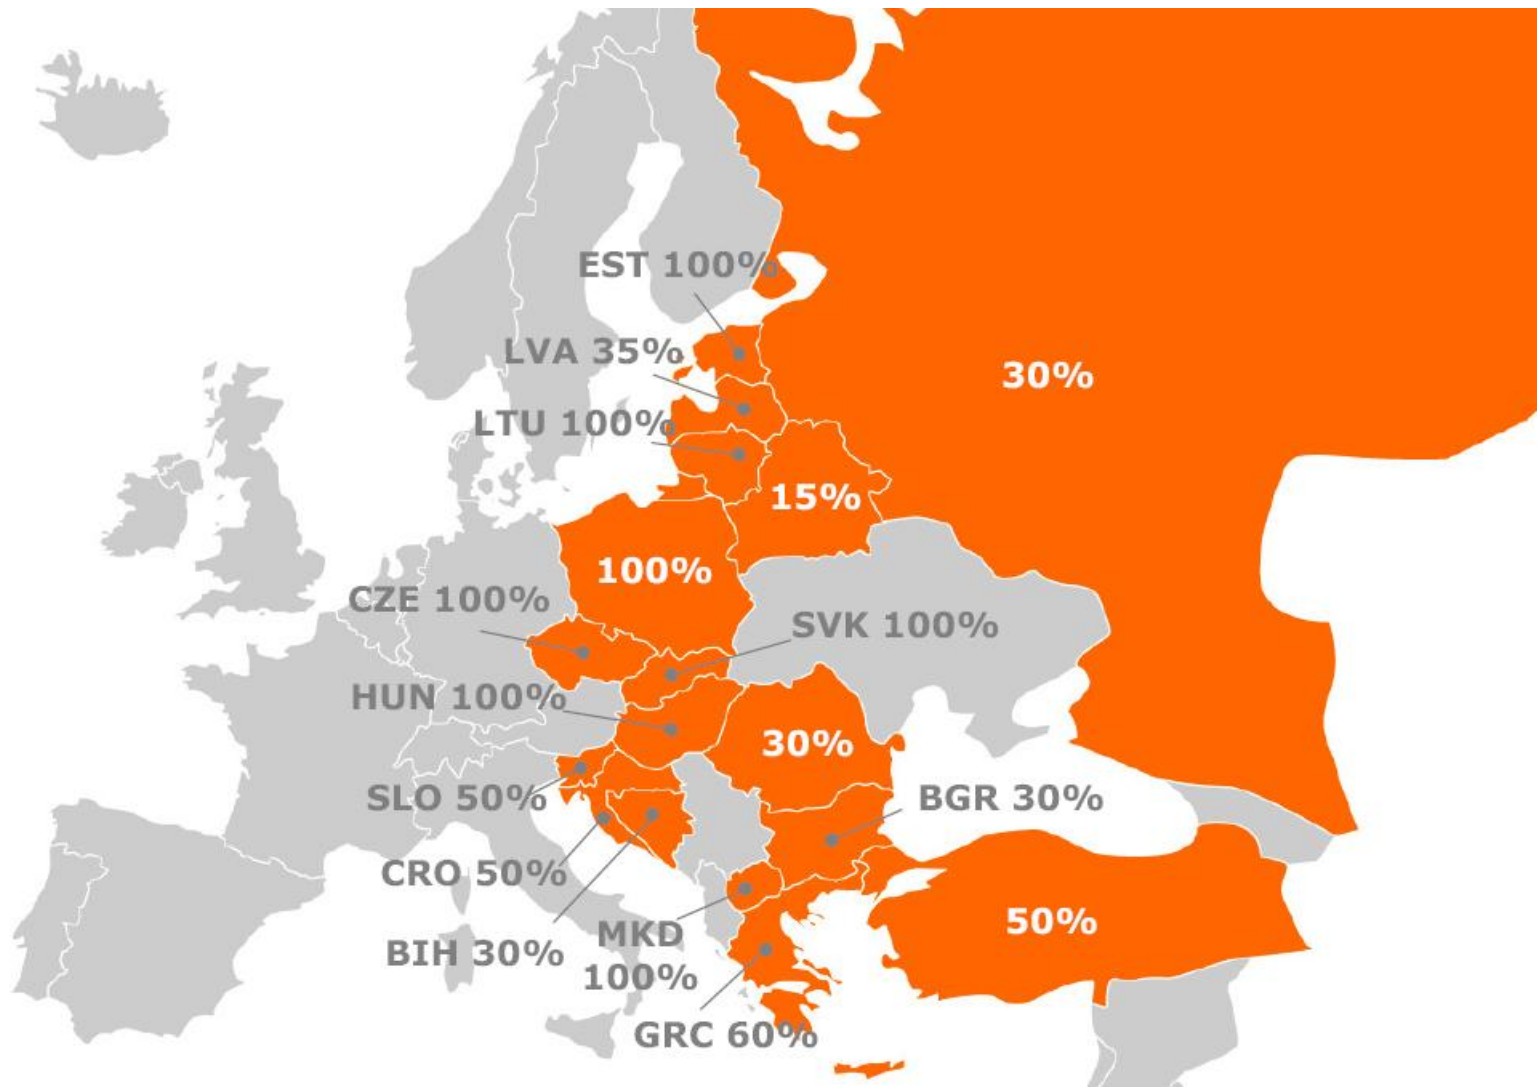 EST 100%
LVA 35%
30%
LTU 100%
15%
100%
CZE 100%
SVK 100%
HUN 100%
30%
SLO 50%
BGR 30%
CRO 50%
50%
BIH 30%
MKD
100%
GRC 60%